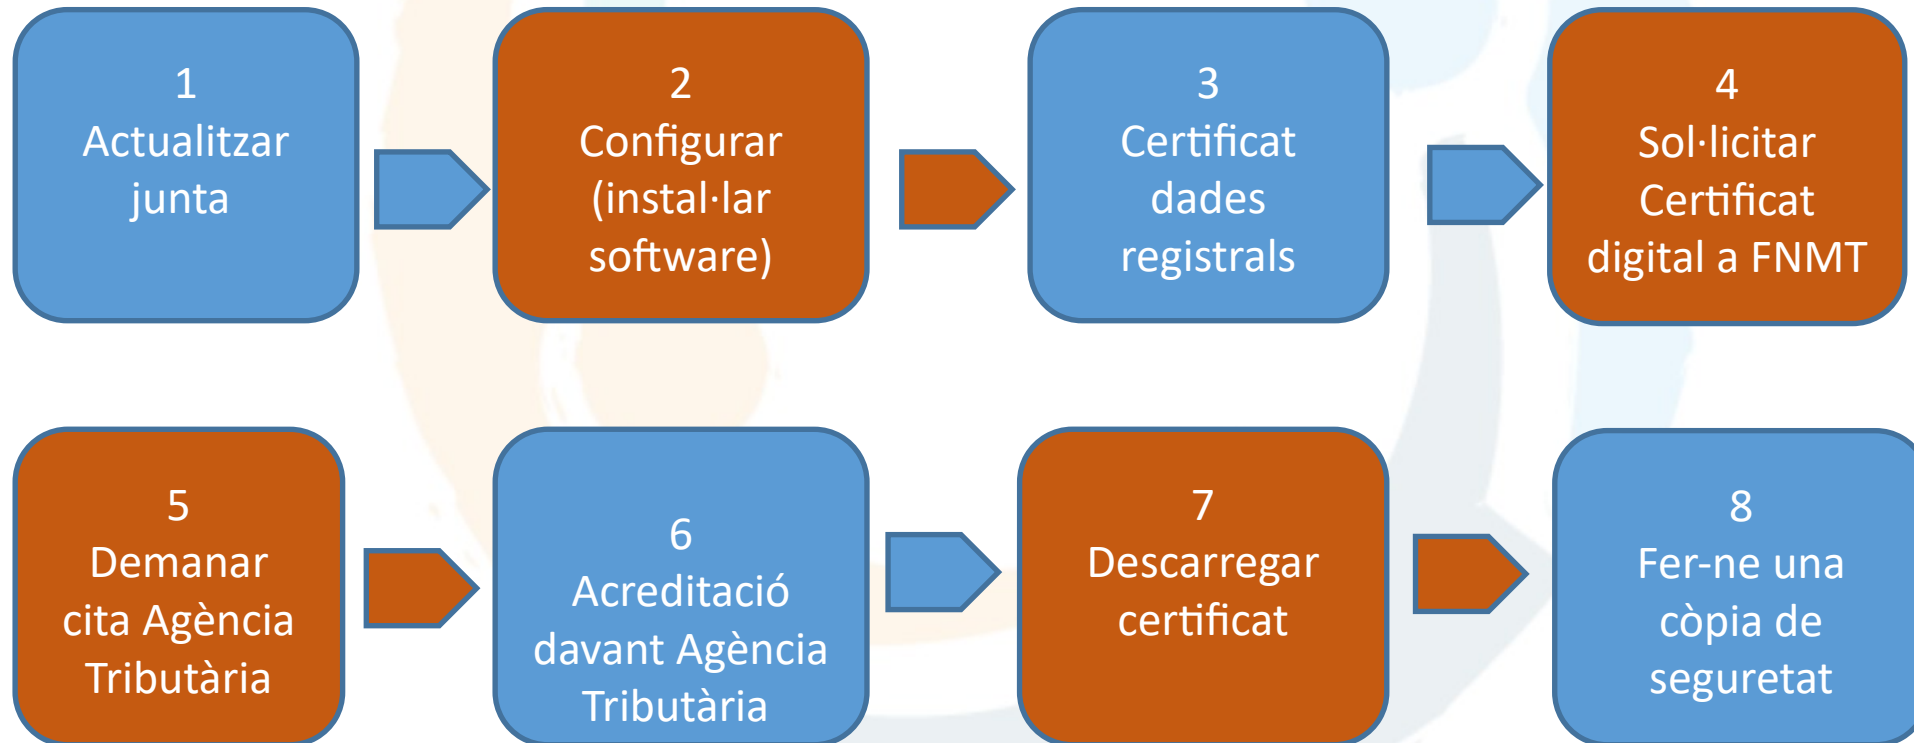 1
Actualitzar
junta
2
Configurar
(instal·lar
software)
3
Certificat
dades
registrals
4
Sol·licitar
Certificat
digital a FNMT
5
Demanar
cita Agència
Tributària
6
Acreditació
davant Agència
Tributària
7
Descarregar
certificat
8
Fer-ne una
còpia de
seguretat